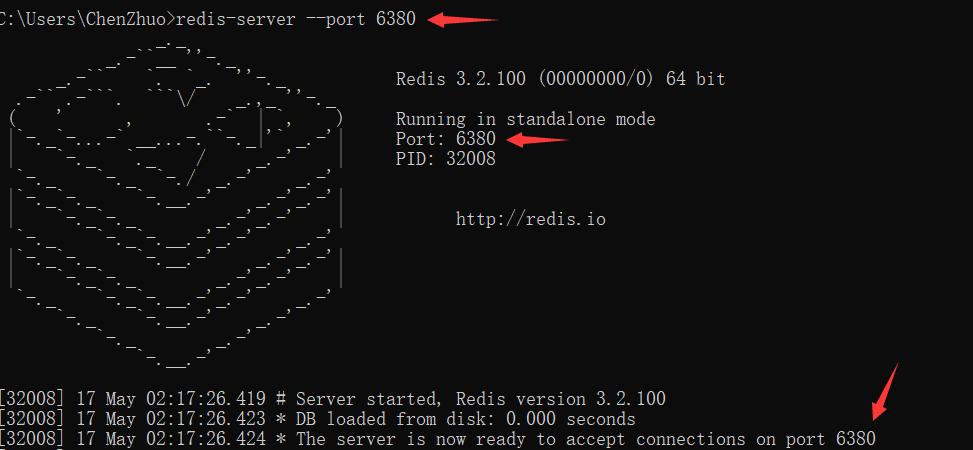 C:\Users\ChenZhuo>redis-server --port 6380
Redis 3.2.100 (00000000/0) 64 bit
Running in standalone mode
Port: 6380
PID: 32008
http://redis.io
[32008] 17 May 02:17:26.419 # Server started, Redis version 3.2.100
[32008] 17 May 02:17:26.423 * DB loaded from disk: 0.000 seconds
[32008] 17 May 02:17:26.424 * The server is now ready to accept connections on port 6380